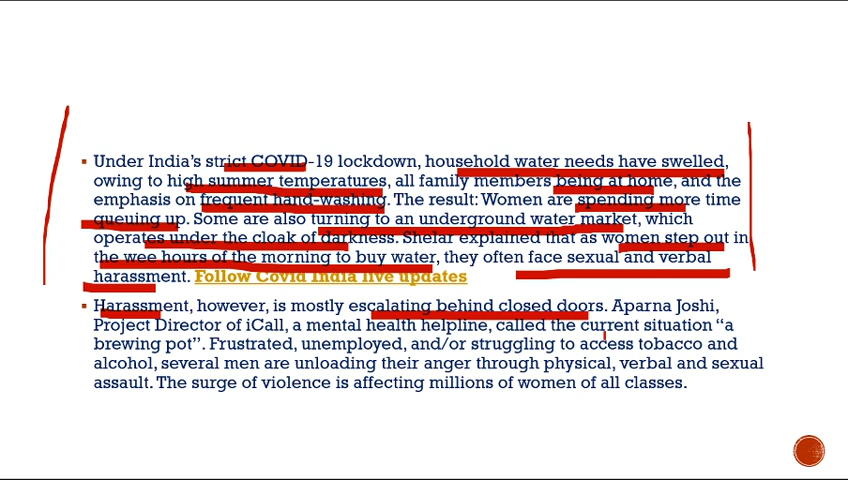 ▪ Under India’s strict COVID-19 lockdown, household water needs have swelled,
owing to high summer temperatures, all family members being at home, and the
emphasis on frequent hand-washing. The result: Women are spending more time
queuing up. Some are also turning to an underground water market, which
operates under the cloak of darkness. Shelar explained that as women step out in
the wee hours of the morning to buy water, they often face sexual and verbal
harassment. Follow Covid India live updates
▪ Harassment, however, is mostly escalating behind closed doors. Aparna Joshi,
Project Director of iCall, a mental health helpline, called the current situation “a
brewing pot”. Frustrated, unemployed, and/or struggling to access tobacco and
alcohol, several men are unloading their anger through physical, verbal and sexual
assault. The surge of violence is affecting millions of women of all classes.